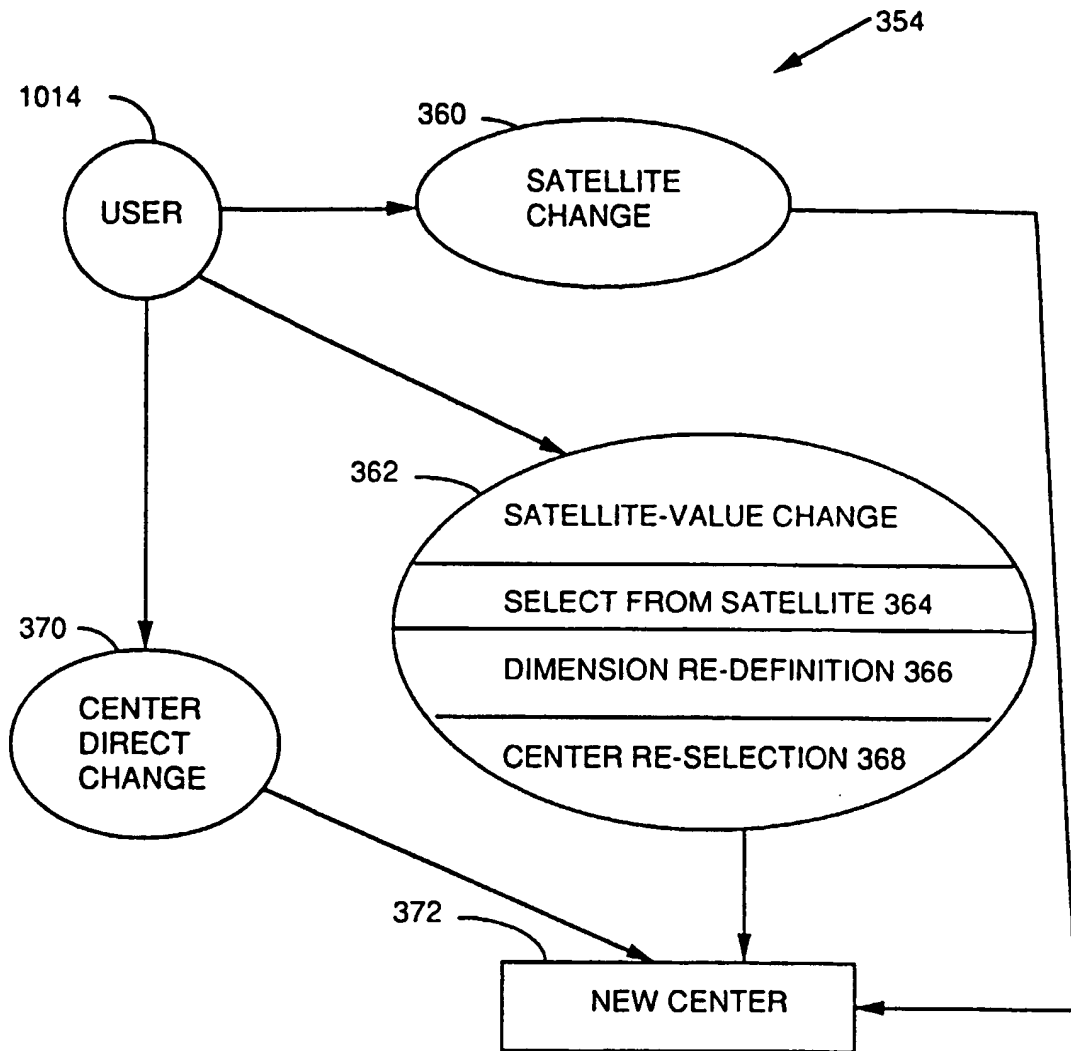 354
1014
360
USER
SATELLITE
CHANGE
362
SATELLITE-VALUE CHANGE
SELECT FROM SATELLITE 364
DIMENSION RE-DEFINITION 366
CENTER RE-SELECTION 368
370
CENTER
DIRECT
CHANGE
372
NEW CENTER